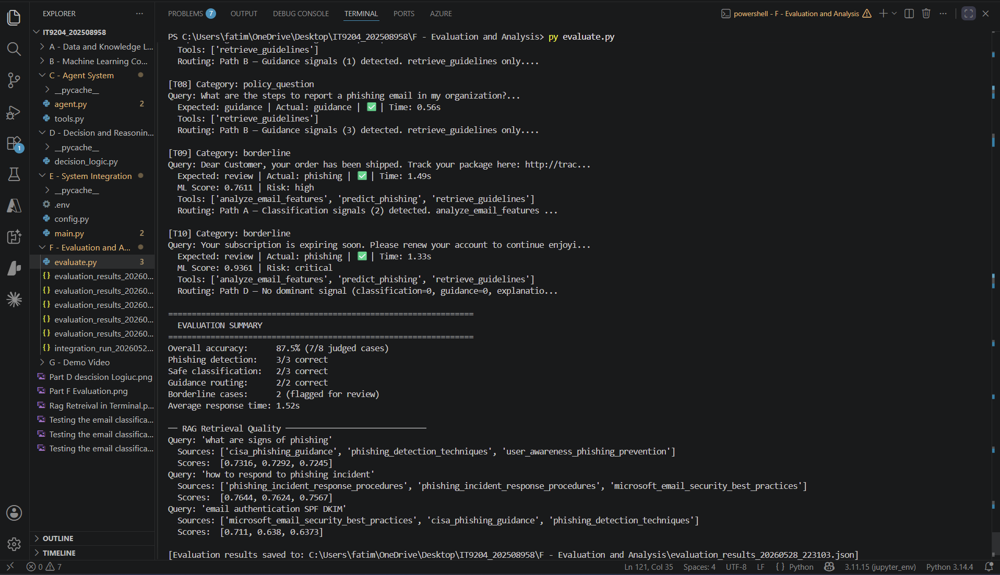 EXPLORER
IT9204_202508958
A - Data and Knowledge L...
B - Machine Learning Co...
C - Agent System
__pycache__
agent.py 2
tools.py
D - Decision and Reasonin...
__pycache__
decision_logic.py
E - System Integration
__pycache__
.env
config.py
main.py 2
F - Evaluation and A...
evaluate.py 3
evaluation_results_20260...
evaluation_results_20260...
evaluation_results_20260...
evaluation_results_20260...
evaluation_results_20260...
integration_run_2026052...
G - Demo Video
Part D descision Logiuc.png
Part F Evaluation.png
Rag Retreival in Terminal.p...
Testing the email classifica...
Testing the email classifica...
Testing the email classifica...
OUTLINE
TIMELINE
1
PROBLEMS 7 OUTPUT DEBUG CONSOLE TERMINAL PORTS AZURE
powershell - F - Evaluation and Analysis
PS C:\Users\fatim\OneDrive\Desktop\IT9204_202508958\F - Evaluation and Analysis> py evaluate.py
Tools: ['retrieve_guidelines']
Routing: Path B — Guidance signals (1) detected. retrieve_guidelines only....
[T08] Category: policy_question
Query: What are the steps to report a phishing email in my organization?...
Expected: guidance | Actual: guidance | ✅ | Time: 0.56s
Tools: ['retrieve_guidelines']
Routing: Path B — Guidance signals (3) detected. retrieve_guidelines only....
[T09] Category: borderline
Query: Dear Customer, your order has been shipped. Track your package here: http://trac...
Expected: review | Actual: phishing | ✅ | Time: 1.49s
ML Score: 0.7611 | Risk: high
Tools: ['analyze_email_features', 'predict_phishing', 'retrieve_guidelines']
Routing: Path A — Classification signals (2) detected. analyze_email_features ...
[T10] Category: borderline
Query: Your subscription is expiring soon. Please renew your account to continue enjoyi...
Expected: review | Actual: phishing | ✅ | Time: 1.33s
ML Score: 0.9361 | Risk: critical
Tools: ['analyze_email_features', 'predict_phishing', 'retrieve_guidelines']
Routing: Path D — No dominant signal (classification=0, guidance=0, explanatio...
=================================================================
EVALUATION SUMMARY
=================================================================
Overall accuracy: 87.5% (7/8 judged cases)
Phishing detection: 3/3 correct
Safe classification: 2/3 correct
Guidance routing: 2/2 correct
Borderline cases: 2 (flagged for review)
Average response time: 1.52s
── RAG Retrieval Quality ──────────────────────────────
Query: 'what are signs of phishing'
Sources: ['cisa_phishing_guidance', 'phishing_detection_techniques', 'user_awareness_phishing_prevention']
Scores: [0.7316, 0.7292, 0.7245]
Query: 'how to respond to phishing incident'
Sources: ['phishing_incident_response_procedures', 'phishing_incident_response_procedures', 'microsoft_email_security_best_practices']
Scores: [0.7644, 0.7624, 0.7567]
Query: 'email authentication SPF DKIM'
Sources: ['microsoft_email_security_best_practices', 'cisa_phishing_guidance', 'phishing_detection_techniques']
Scores: [0.711, 0.638, 0.6373]
[Evaluation results saved to: C:\Users\fatim\OneDrive\Desktop\IT9204_202508958\F - Evaluation and Analysis\evaluation_results_20260528_223103.json]
0 7 Ln 121, Col 35 Spaces: 4 UTF-8 LF {} Python 3.11.15 (jupyter_env) Python 3.14.4